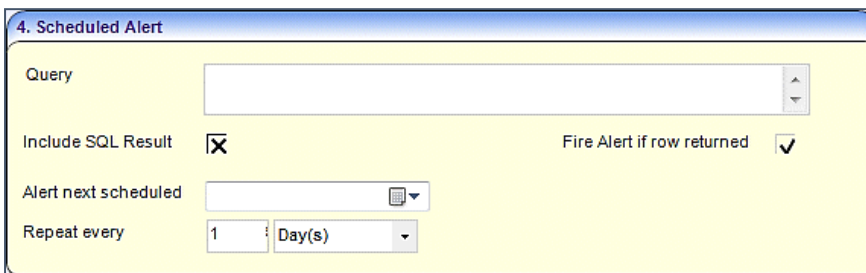 4. Scheduled Alert
Query
Include SQL Result Fire Alert if row returned
Alert next scheduled
Repeat every 1 Day(s)